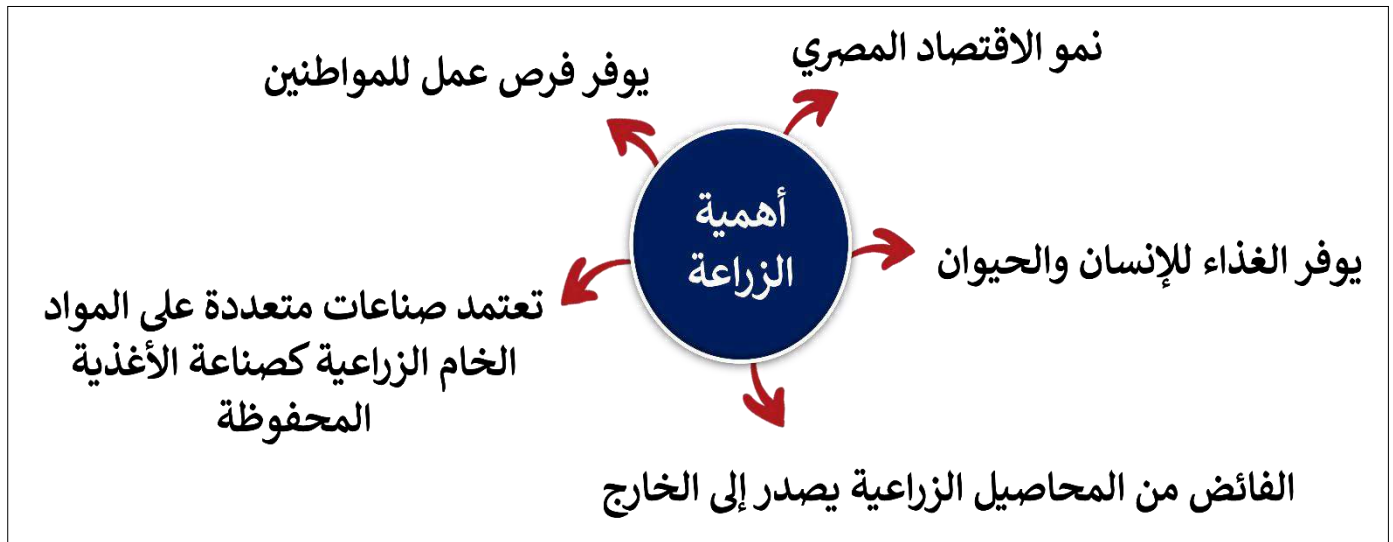 نمو الاقتصاد المصري
يوفر فرص عمل للمواطنين
أهمية
الزراعة
يوفر الغذاء للإنسان والحيوان
تعتمد صناعات متعددة على المواد
الخام الزراعية كصناعة الأغذية
المحفوظة
الفائض من المحاصيل الزراعية يصدر إلى الخارج